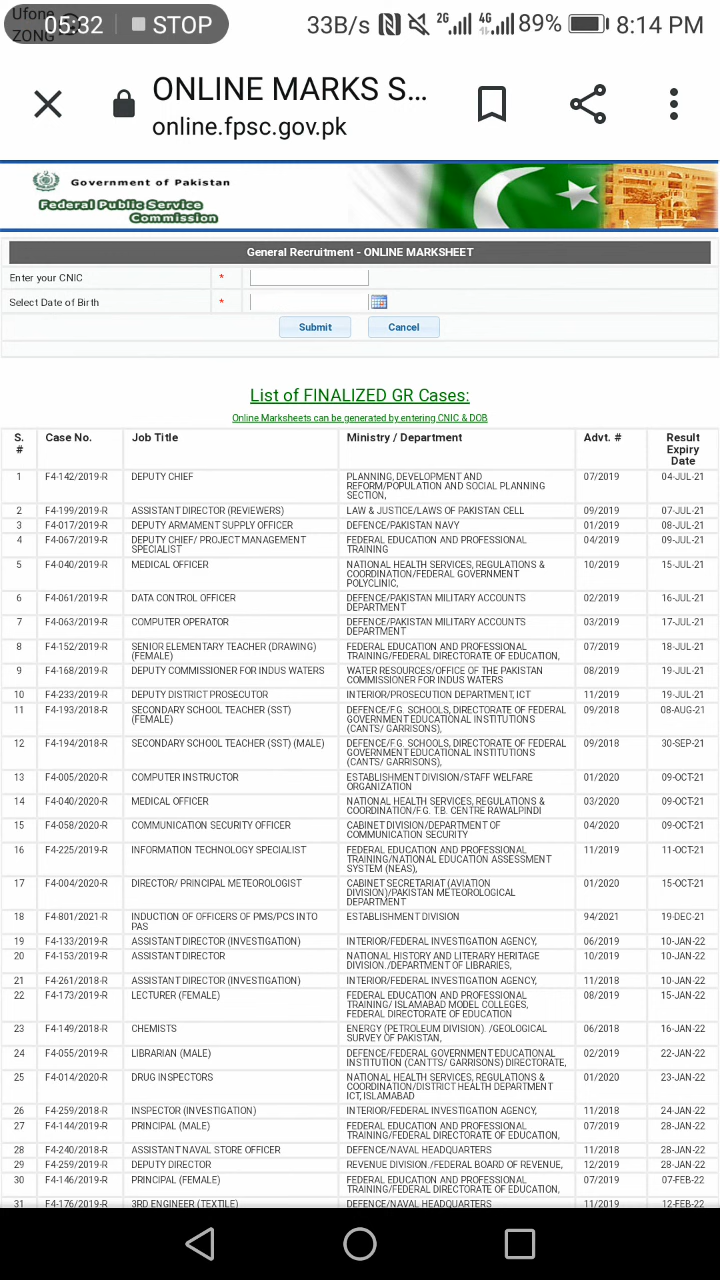 Ufone
ZONG
05:32 STOP 33B/s 2G 4G 89% 8:14 PM
ONLINE MARKS S...
online.fpsc.gov.pk
Government of Pakistan
Federal Public Service
Commission
General Recruitment - ONLINE MARKSHEET
Enter your CNIC *
Select Date of Birth *
Submit Cancel
List of FINALIZED GR Cases:
Online Marksheets can be generated by entering CNIC & DOB
S. # Case No. Job Title Ministry / Department Advt. # Result Expiry Date
1 F4-142/2019-R DEPUTY CHIEF PLANNING, DEVELOPMENT AND REFORM/POPULATION AND SOCIAL PLANNING SECTION, 07/2019 04-JUL-21
2 F4-199/2019-R ASSISTANT DIRECTOR (REVIEWERS) LAW & JUSTICE/LAWS OF PAKISTAN CELL 09/2019 07-JUL-21
3 F4-017/2019-R DEPUTY ARMAMENT SUPPLY OFFICER DEFENCE/PAKISTAN NAVY 01/2019 08-JUL-21
4 F4-067/2019-R DEPUTY CHIEF/ PROJECT MANAGEMENT SPECIALIST FEDERAL EDUCATION AND PROFESSIONAL TRAINING 04/2019 09-JUL-21
5 F4-040/2019-R MEDICAL OFFICER NATIONAL HEALTH SERVICES, REGULATIONS & COORDINATION/FEDERAL GOVERNMENT POLYCLINIC, 10/2019 15-JUL-21
6 F4-061/2019-R DATA CONTROL OFFICER DEFENCE/PAKISTAN MILITARY ACCOUNTS DEPARTMENT 02/2019 16-JUL-21
7 F4-063/2019-R COMPUTER OPERATOR DEFENCE/PAKISTAN MILITARY ACCOUNTS DEPARTMENT 03/2019 17-JUL-21
8 F4-152/2019-R SENIOR ELEMENTARY TEACHER (DRAWING) (FEMALE) FEDERAL EDUCATION AND PROFESSIONAL TRAINING/FEDERAL DIRECTORATE OF EDUCATION, 07/2019 18-JUL-21
9 F4-168/2019-R DEPUTY COMMISSIONER FOR INDUS WATERS WATER RESOURCES/OFFICE OF THE PAKISTAN COMMISSIONER FOR INDUS WATERS 08/2019 19-JUL-21
10 F4-233/2019-R DEPUTY DISTRICT PROSECUTOR INTERIOR/PROSECUTION DEPARTMENT, ICT 11/2019 19-JUL-21
11 F4-193/2018-R SECONDARY SCHOOL TEACHER (SST) (FEMALE) DEFENCE/F.G. SCHOOLS, DIRECTORATE OF FEDERAL GOVERNMENT EDUCATIONAL INSTITUTIONS (CANTS/ GARRISONS), 09/2018 08-AUG-21
12 F4-194/2018-R SECONDARY SCHOOL TEACHER (SST) (MALE) DEFENCE/F.G. SCHOOLS, DIRECTORATE OF FEDERAL GOVERNMENT EDUCATIONAL INSTITUTIONS (CANTS/ GARRISONS), 09/2018 30-SEP-21
13 F4-005/2020-R COMPUTER INSTRUCTOR ESTABLISHMENT DIVISION/STAFF WELFARE ORGANIZATION 01/2020 09-OCT-21
14 F4-040/2020-R MEDICAL OFFICER NATIONAL HEALTH SERVICES, REGULATIONS & COORDINATION/F.G. T.B. CENTRE RAWALPINDI 03/2020 09-OCT-21
15 F4-058/2020-R COMMUNICATION SECURITY OFFICER CABINET DIVISION/DEPARTMENT OF COMMUNICATION SECURITY 04/2020 09-OCT-21
16 F4-225/2019-R INFORMATION TECHNOLOGY SPECIALIST FEDERAL EDUCATION AND PROFESSIONAL TRAINING/NATIONAL EDUCATION ASSESSMENT SYSTEM (NEAS), 11/2019 11-OCT-21
17 F4-004/2020-R DIRECTOR/ PRINCIPAL METEOROLOGIST CABINET SECRETARIAT (AVIATION DIVISION)/PAKISTAN METEOROLOGICAL DEPARTMENT 01/2020 15-OCT-21
18 F4-801/2021-R INDUCTION OF OFFICERS OF PMS/PCS INTO PAS ESTABLISHMENT DIVISION 94/2021 19-DEC-21
19 F4-133/2019-R ASSISTANT DIRECTOR (INVESTIGATION) INTERIOR/FEDERAL INVESTIGATION AGENCY, 06/2019 10-JAN-22
20 F4-153/2019-R ASSISTANT DIRECTOR NATIONAL HISTORY AND LITERARY HERITAGE DIVISION./DEPARTMENT OF LIBRARIES, 10/2019 10-JAN-22
21 F4-261/2018-R ASSISTANT DIRECTOR (INVESTIGATION) INTERIOR/FEDERAL INVESTIGATION AGENCY, 11/2018 10-JAN-22
22 F4-173/2019-R LECTURER (FEMALE) FEDERAL EDUCATION AND PROFESSIONAL TRAINING/ ISLAMABAD MODEL COLLEGES, FEDERAL DIRECTORATE OF EDUCATION 08/2019 15-JAN-22
23 F4-149/2018-R CHEMISTS ENERGY (PETROLEUM DIVISION). /GEOLOGICAL SURVEY OF PAKISTAN, 06/2018 16-JAN-22
24 F4-055/2019-R LIBRARIAN (MALE) DEFENCE/FEDERAL GOVERNMENT EDUCATIONAL INSTITUTION (CANTTS/ GARRISONS) DIRECTORATE, 02/2019 22-JAN-22
25 F4-014/2020-R DRUG INSPECTORS NATIONAL HEALTH SERVICES, REGULATIONS & COORDINATION/DISTRICT HEALTH DEPARTMENT ICT, ISLAMABAD 01/2020 23-JAN-22
26 F4-259/2018-R INSPECTOR (INVESTIGATION) INTERIOR/FEDERAL INVESTIGATION AGENCY, 11/2018 24-JAN-22
27 F4-144/2019-R PRINCIPAL (MALE) FEDERAL EDUCATION AND PROFESSIONAL TRAINING/FEDERAL DIRECTORATE OF EDUCATION, 07/2019 28-JAN-22
28 F4-240/2018-R ASSISTANT NAVAL STORE OFFICER DEFENCE/NAVAL HEADQUARTERS 11/2018 28-JAN-22
29 F4-259/2019-R DEPUTY DIRECTOR REVENUE DIVISION./FEDERAL BOARD OF REVENUE, 12/2019 28-JAN-22
30 F4-146/2019-R PRINCIPAL (FEMALE) FEDERAL EDUCATION AND PROFESSIONAL TRAINING/FEDERAL DIRECTORATE OF EDUCATION, 07/2019 07-FEB-22
31 F4-176/2019-R 3RD ENGINEER (TEXTILE) DEFENCE/NAVAL HEADQUARTERS 11/2019 12-FEB-22